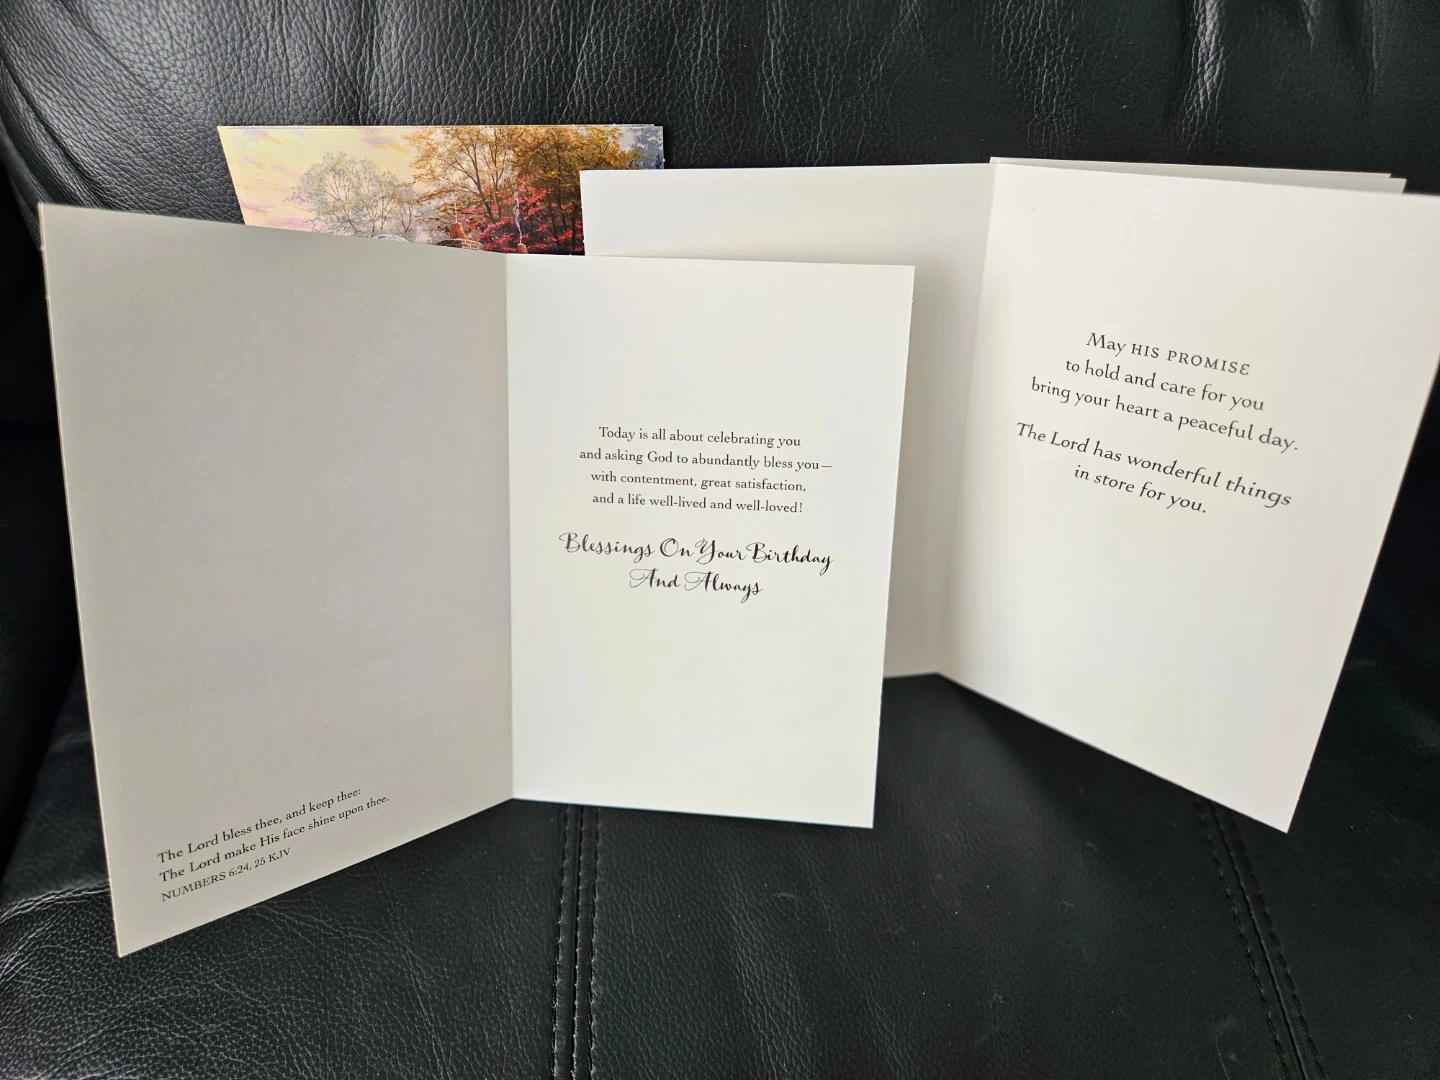 The Lord bless thee, and keep thee:
The Lord make His face shine upon thee.
NUMBERS 6:24, 25 KJV
Today is all about celebrating you
and asking God to abundantly bless you—
with contentment, great satisfaction,
and a life well-lived and well-loved!
Blessings On Your Birthday
And Always
May HIS PROMISE
to hold and care for you
bring your heart a peaceful day.
The Lord has wonderful things
in store for you.